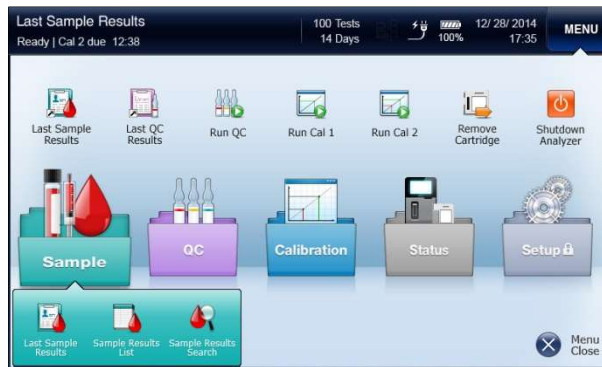 Last Sample Results
Ready | Cal 2 due 12:38
100 Tests
14 Days
100%
12/ 28/ 2014
17:35
MENU
Last Sample
Results
Last QC
Results
Run QC
Run Cal 1
Run Cal 2
Remove
Cartridge
Shutdown
Analyzer
Sample
QC
Calibration
Status
Setup
Last Sample
Results
Sample Results
List
Sample Results
Search
Menu
Close